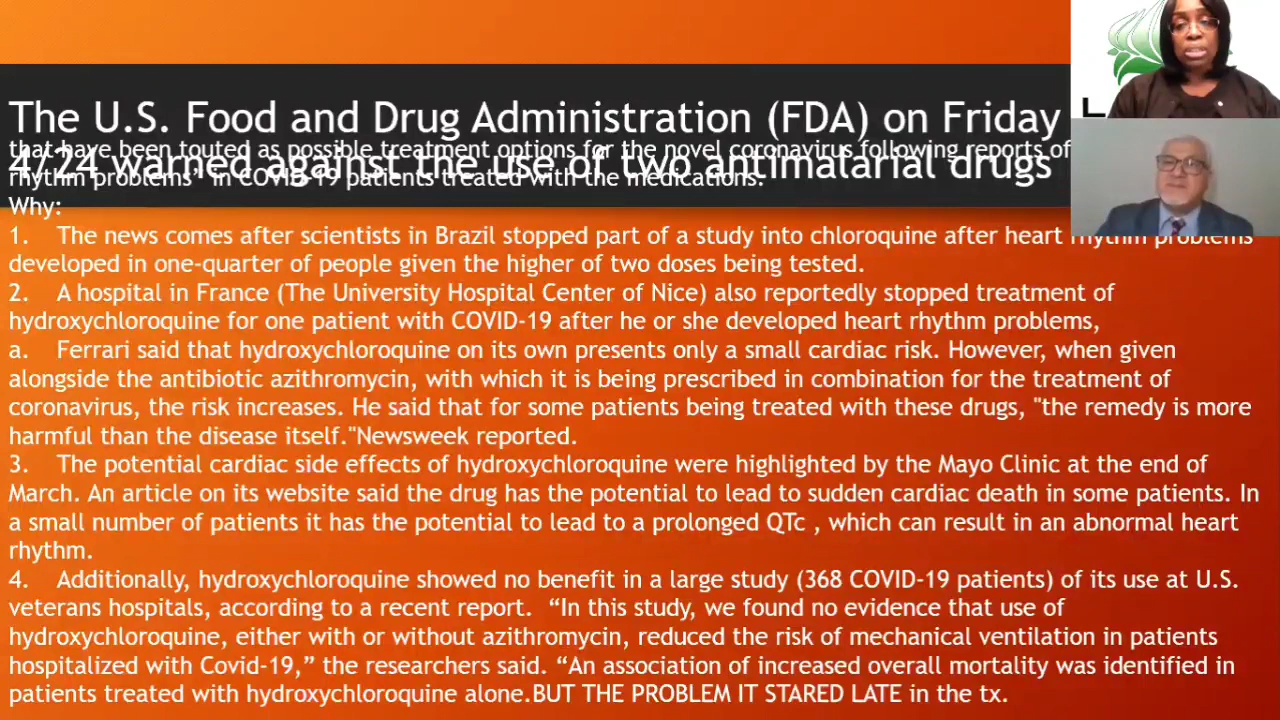 The U.S. Food and Drug Administration (FDA) on Friday
4/24 warned against the use of two antimalarial drugs
that have been touted as possible treatment options for the novel coronavirus following reports of
rhythm problems” in COVID-19 patients treated with the medications.
Why:
1. The news comes after scientists in Brazil stopped part of a study into chloroquine after heart rhythm problems
developed in one-quarter of people given the higher of two doses being tested.
2. A hospital in France (The University Hospital Center of Nice) also reportedly stopped treatment of
hydroxychloroquine for one patient with COVID-19 after he or she developed heart rhythm problems,
a. Ferrari said that hydroxychloroquine on its own presents only a small cardiac risk. However, when given
alongside the antibiotic azithromycin, with which it is being prescribed in combination for the treatment of
coronavirus, the risk increases. He said that for some patients being treated with these drugs, "the remedy is more
harmful than the disease itself."Newsweek reported.
3. The potential cardiac side effects of hydroxychloroquine were highlighted by the Mayo Clinic at the end of
March. An article on its website said the drug has the potential to lead to sudden cardiac death in some patients. In
a small number of patients it has the potential to lead to a prolonged QTc , which can result in an abnormal heart
rhythm.
4. Additionally, hydroxychloroquine showed no benefit in a large study (368 COVID-19 patients) of its use at U.S.
veterans hospitals, according to a recent report. “In this study, we found no evidence that use of
hydroxychloroquine, either with or without azithromycin, reduced the risk of mechanical ventilation in patients
hospitalized with Covid-19,” the researchers said. “An association of increased overall mortality was identified in
patients treated with hydroxychloroquine alone.BUT THE PROBLEM IT STARED LATE in the tx.